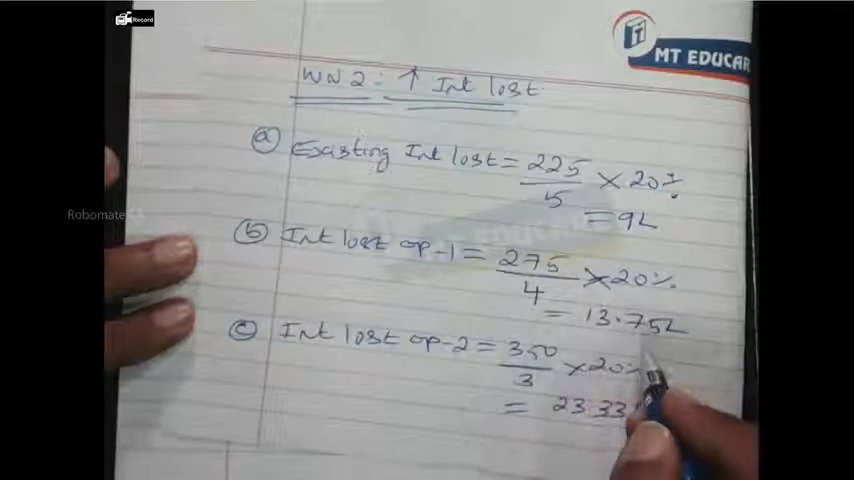 Record
MT EDUCAR
WN 2: ↑ Int lost
(a) Existing Int lost = 225/5 × 20%
= 9L
Robomate
(b) Int lost op-1 = 275/4 × 20%
= 13.75L
(c) Int lost op-2 = 350/3 × 20%
= 23.33